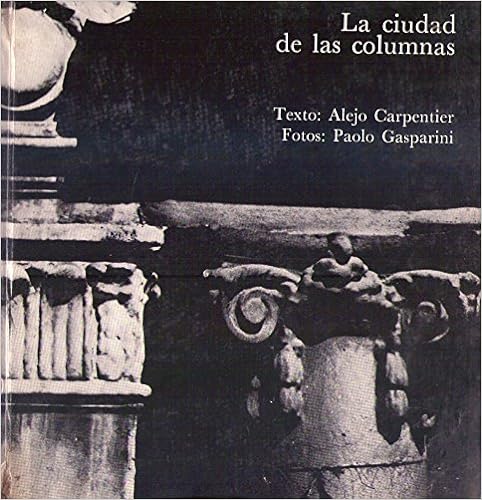 La ciudad
de las columnas
Texto: Alejo Carpentier
Fotos: Paolo Gasparini